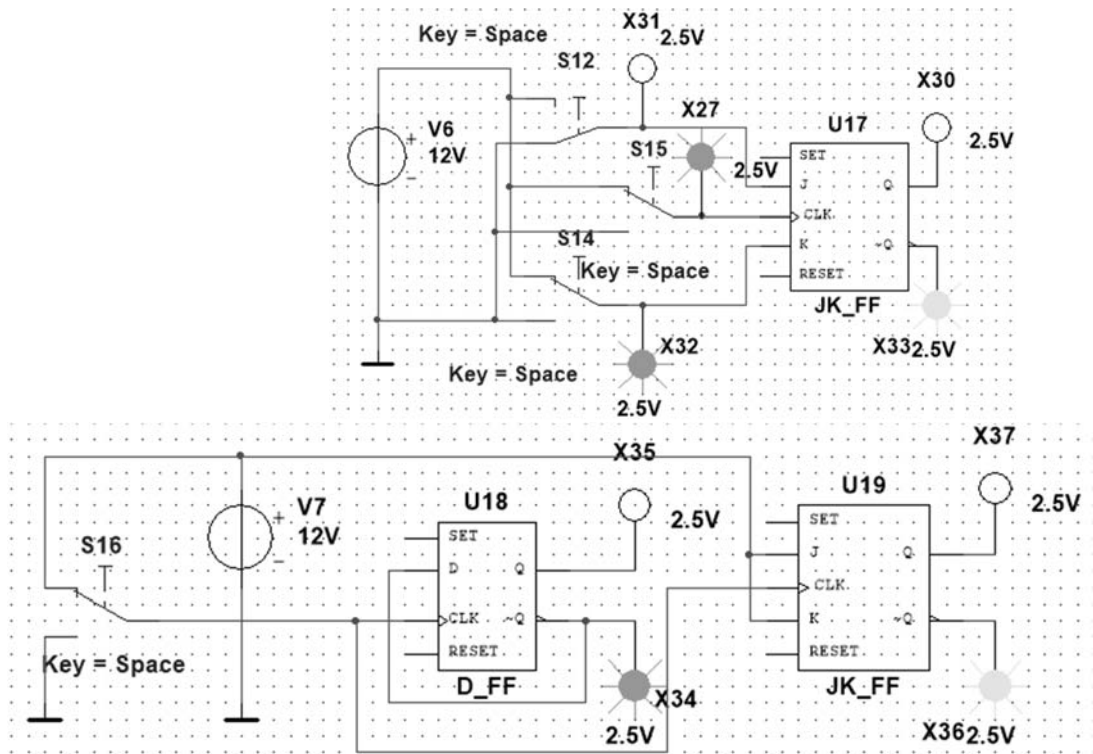 X31
2.5V
Key = Space
S12
X27
X30
V6
12V
+
−
U17
2.5V
S15
2.5V
SET
J
Q
CLK
S14
K
~Q
Key = Space
RESET
JK_FF
X32
X33 2.5V
Key = Space
2.5V
X35
X37
V7
12V
+
−
U18
2.5V
U19
2.5V
S16
SET
D
Q
CLK
~Q
RESET
SET
J
Q
CLK
K
~Q
RESET
Key = Space
D_FF
X34
JK_FF
2.5V
X36 2.5V